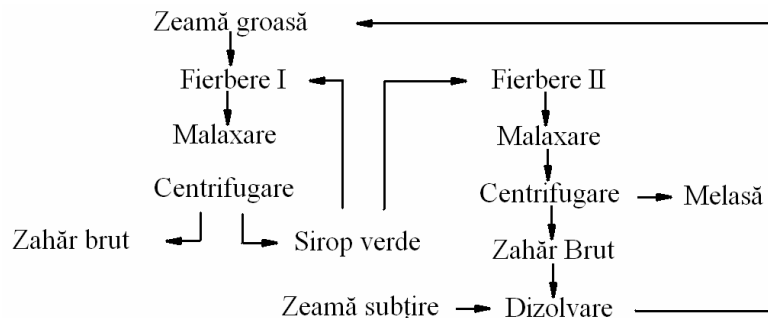 Zeamă groasă
Fierbere I
Fierbere II
Malaxare
Malaxare
Centrifugare
Centrifugare
Melasă
Zahăr brut
Sirop verde
Zahăr Brut
Zeamă subțire
Dizolvare